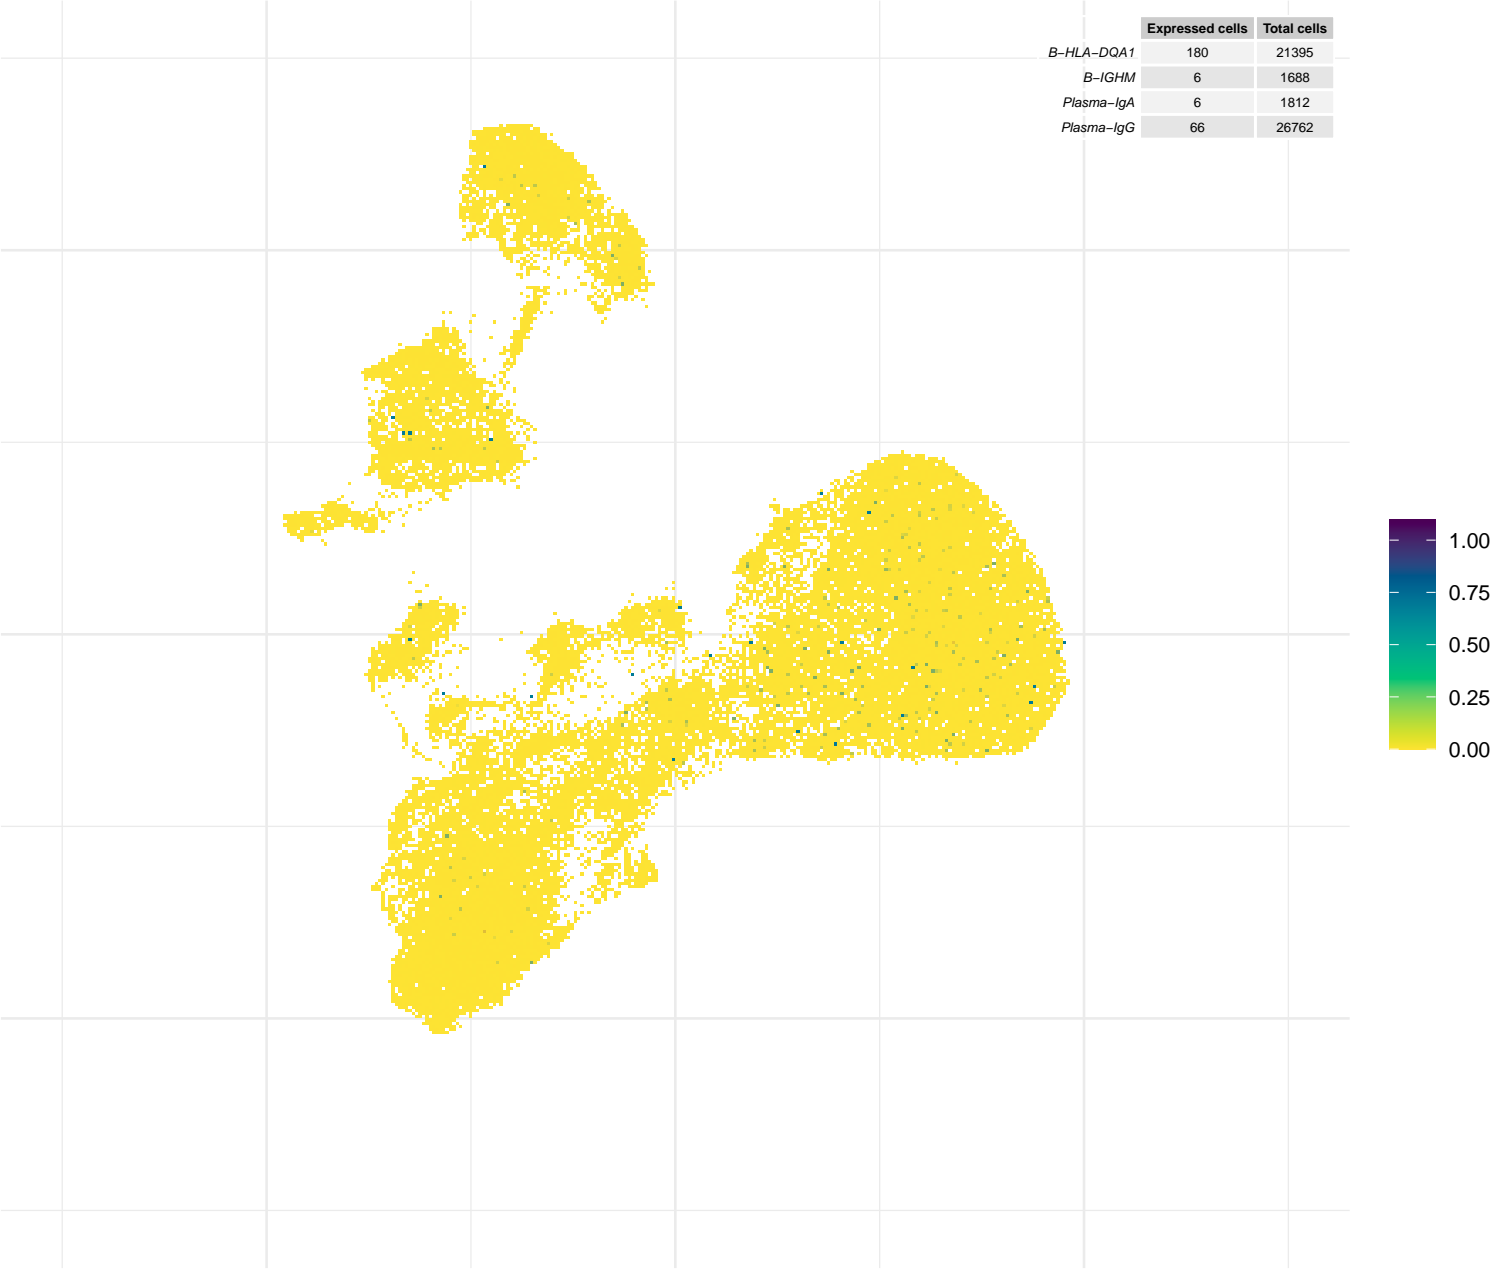 Expressed cells Total cells
B−HLA−DQA1 180 21395
B−IGHM 6 1688
Plasma−IgA 6 1812
Plasma−IgG 66 26762
1.00
0.75
0.50
0.25
0.00